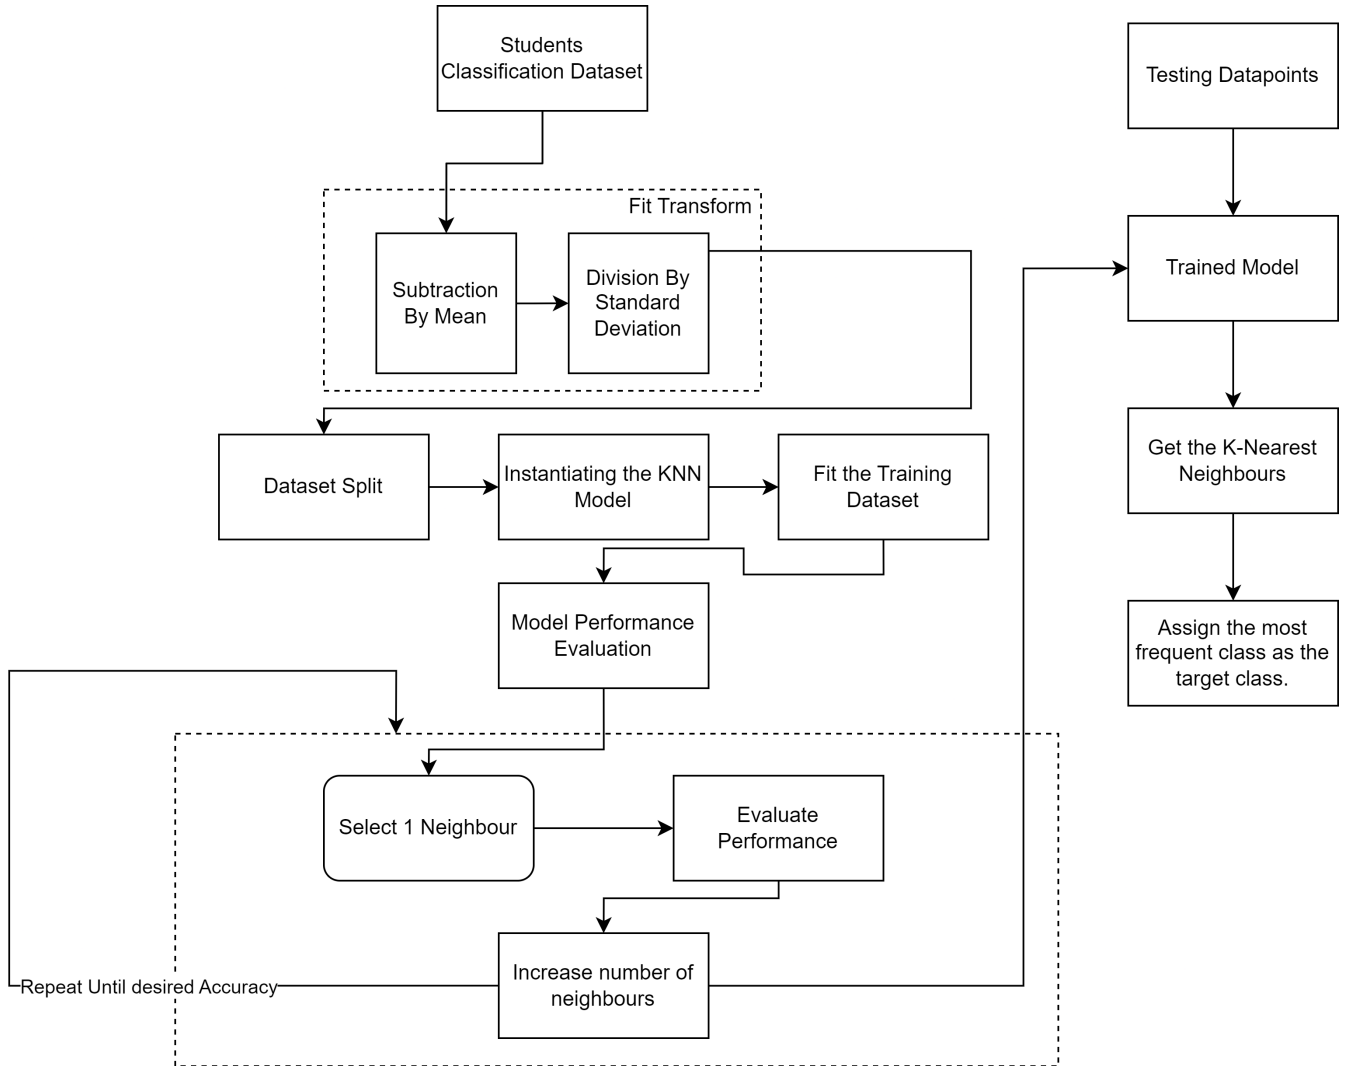 Students
Classification Dataset
Testing Datapoints
Fit Transform
Subtraction
By Mean
Division By
Standard
Deviation
Trained Model
Dataset Split
Instantiating the KNN
Model
Fit the Training
Dataset
Get the K-Nearest
Neighbours
Model Performance
Evaluation
Assign the most
frequent class as the
target class.
Select 1 Neighbour
Evaluate
Performance
Repeat Until desired Accuracy
Increase number of
neighbours